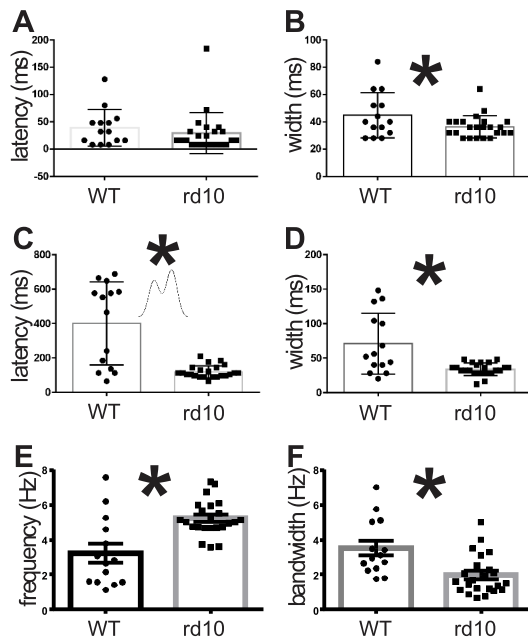 A
latency (ms)
200
150
100
50
0
-50
WT rd10
B
width (ms)
100
80
60
40
20
0
*
WT rd10
C
latency (ms)
800
600
400
200
0
*
WT rd10
D
width (ms)
200
150
100
50
0
*
WT rd10
E
frequency (Hz)
8
6
4
2
0
*
WT rd10
F
bandwidth (Hz)
8
6
4
2
0
*
WT rd10